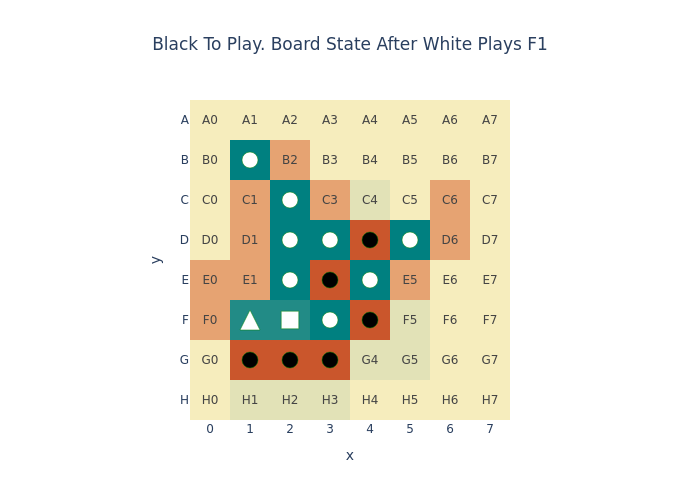 Black To Play. Board State After White Plays F1
A A0 A1 A2 A3 A4 A5 A6 A7
B B0 B2 B3 B4 B5 B6 B7
C C0 C1 C3 C4 C5 C6 C7
D D0 D1 D6 D7
y
E E0 E1 E5 E6 E7
F F0 F5 F6 F7
G G0 G4 G5 G6 G7
H H0 H1 H2 H3 H4 H5 H6 H7
0 1 2 3 4 5 6 7
x